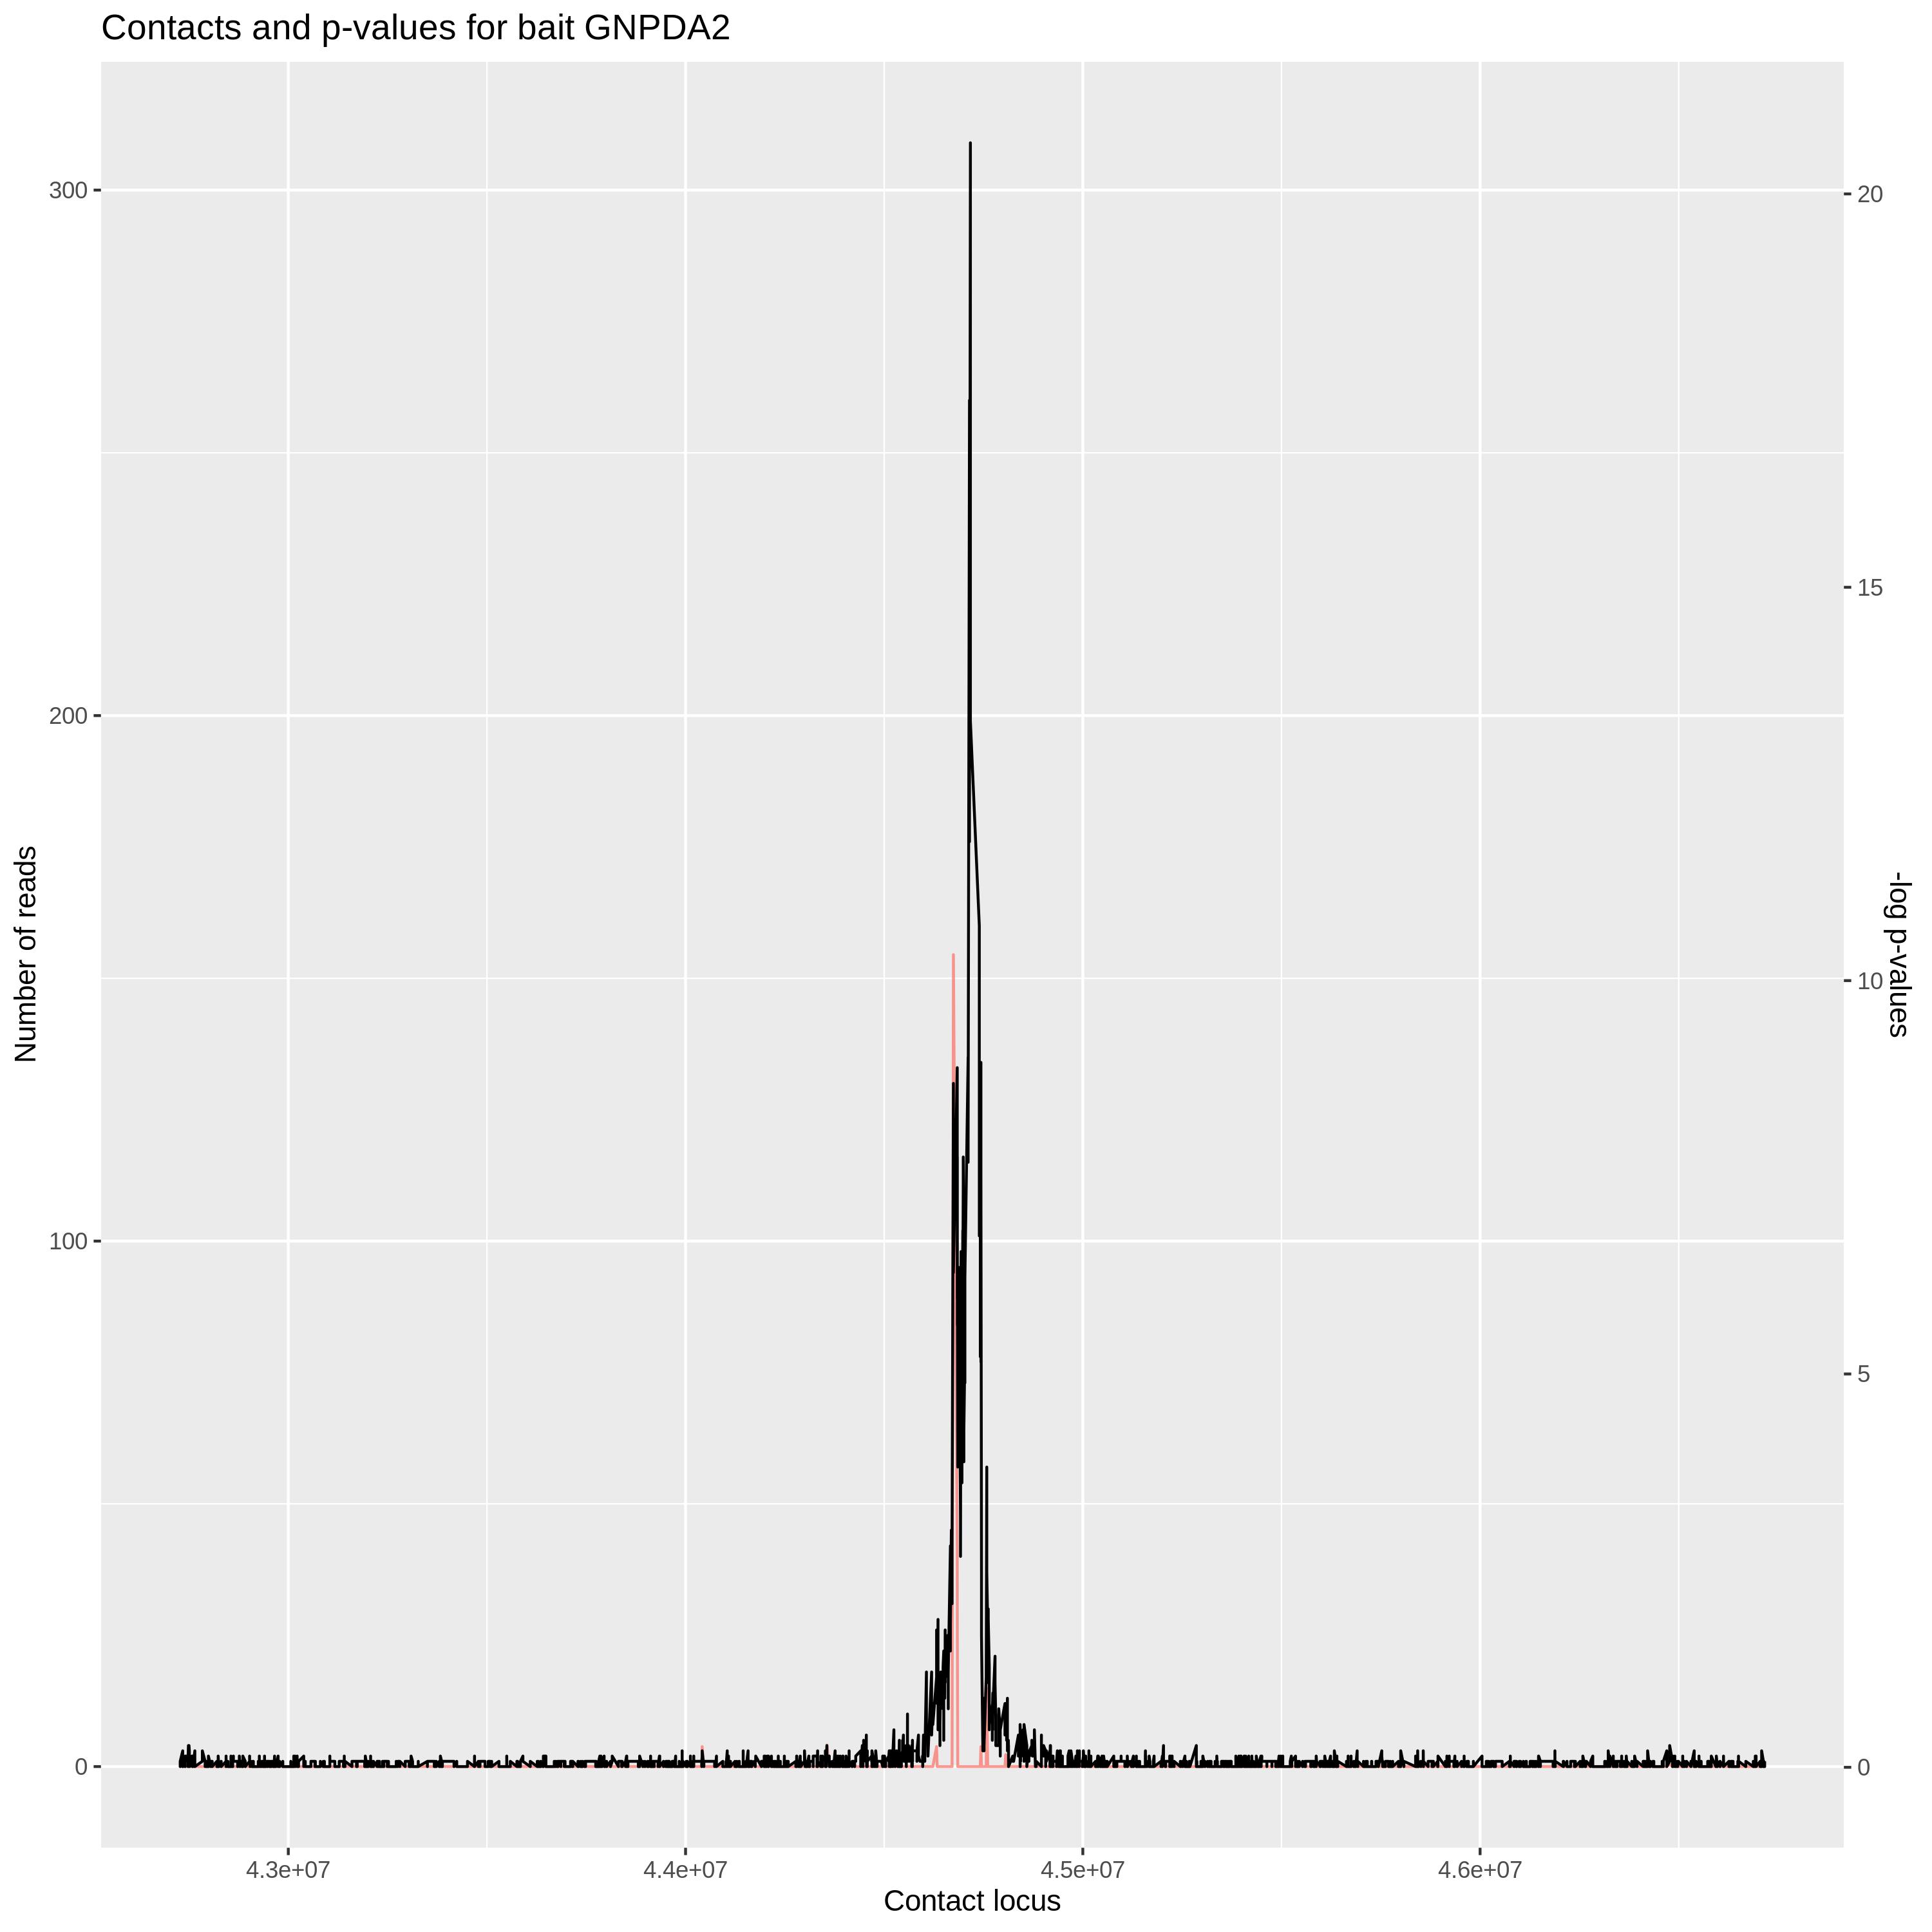 Contacts and p-values for bait GNPDA2
Number of reads
300
200
100
0
20
15
10
5
0
-log p-values
4.3e+07
4.4e+07
4.5e+07
4.6e+07
Contact locus